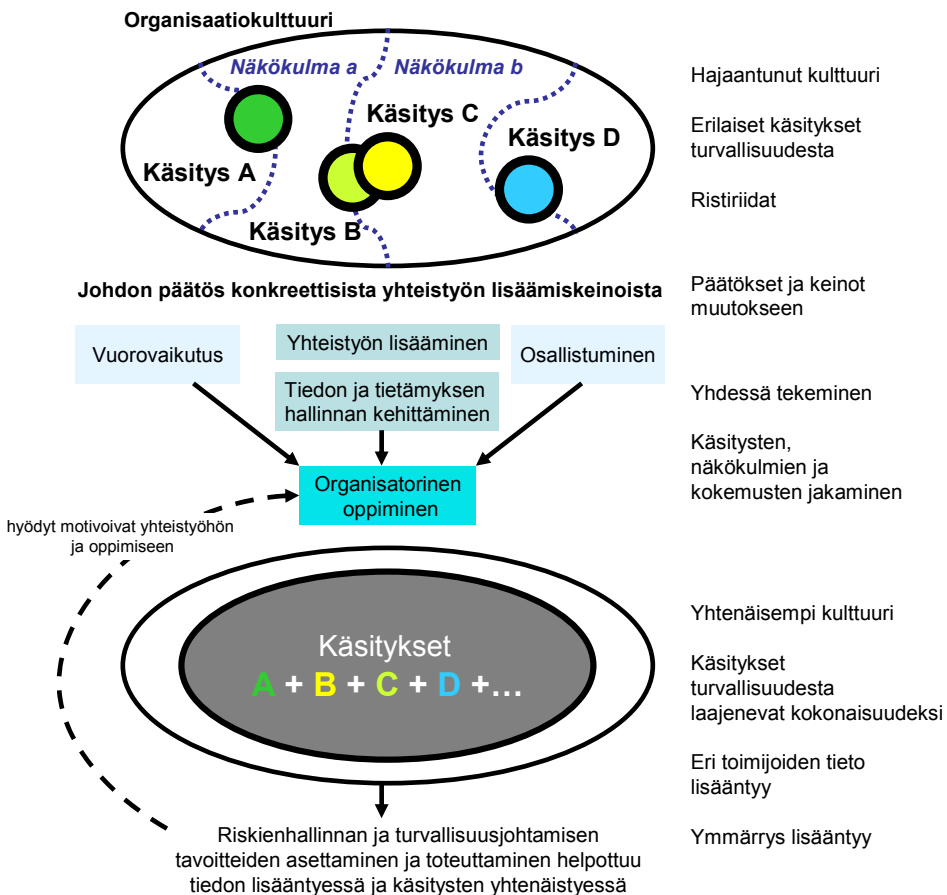 Organisaatiokulttuuri
Näkökulma a
Näkökulma b
Käsitys C
Käsitys D
Käsitys A
Käsitys B
Hajaantunut kulttuuri
Erilaiset käsitykset
turvallisuudesta
Ristiriidat
Johdon päätös konkreettisista yhteistyön lisäämiskeinoista
Päätökset ja keinot
muutokseen
Vuorovaikutus
Yhteistyön lisääminen
Osallistuminen
Tiedon ja tietämyksen
hallinnan kehittäminen
Yhdessä tekeminen
Käsitysten,
näkökulmien ja
kokemusten jakaminen
Organisatorinen
oppiminen
hyödyt motivoivat yhteistyöhön
ja oppimiseen
Käsitykset
A + B + C + D +...
Yhtenäisempi kulttuuri
Käsitykset
turvallisuudesta
laajenevat kokonaisuudeksi
Eri toimijoiden tieto
lisääntyy
Ymmärrys lisääntyy
Riskienhallinnan ja turvallisuusjohtamisen
tavoitteiden asettaminen ja toteuttaminen helpottuu
tiedon lisääntyessä ja käsitysten yhtenäistyessä